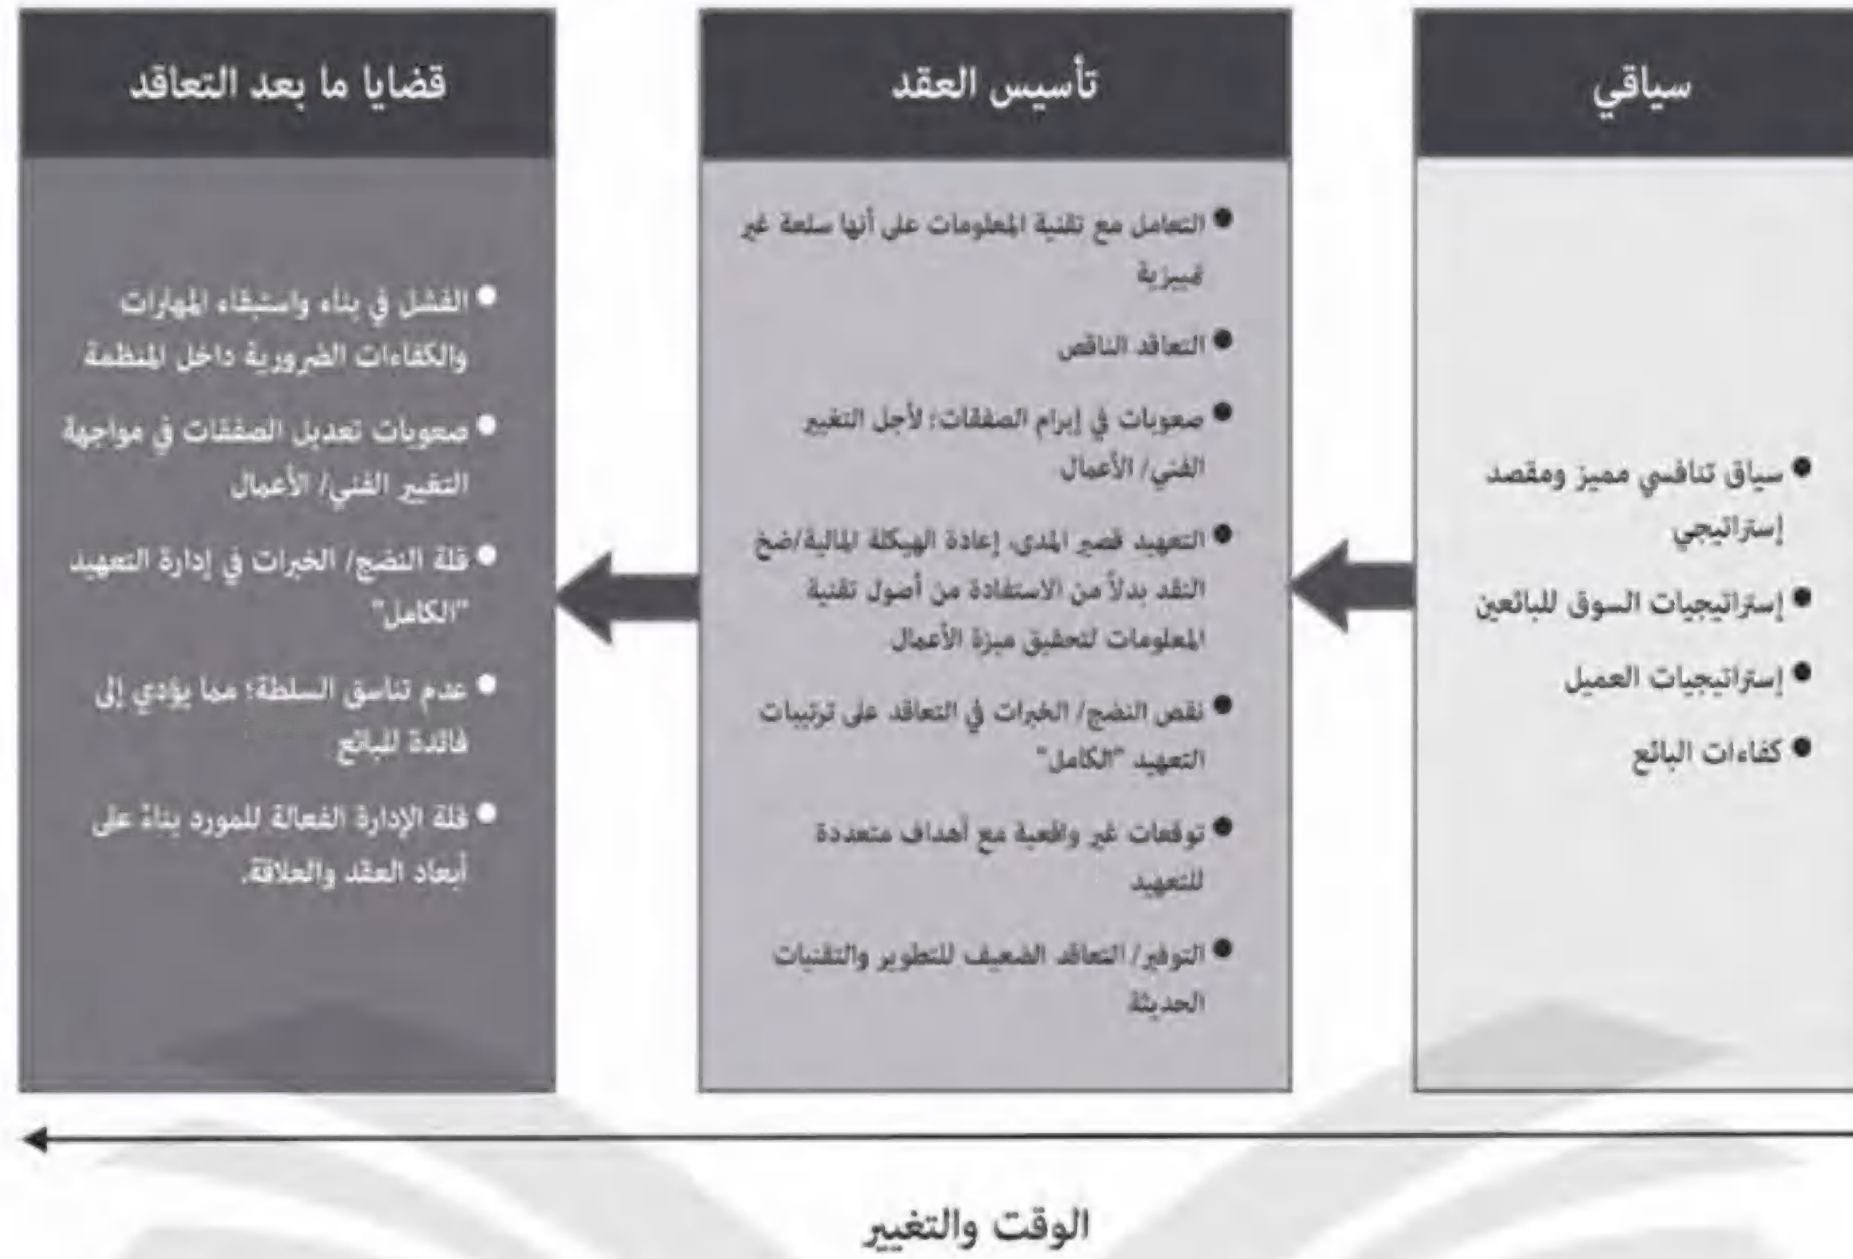 سياقي
● سياق تنافسي مميز ومقصد
إستراتيجي
● إستراتيجيات السوق للبائعين
● إستراتيجيات العميل
● كفاءات البائع
تأسيس العقد
● التعامل مع تقنية المعلومات على أنها سلعة غير
تمييزية
● التعاقد الناقص
● صعوبات في إبرام الصفقات؛ لأجل التغيير
الفني/ الأعمال
● التعهيد قصير المدى، إعادة الهيكلة المالية/ضخ
النقد بدلاً من الاستفادة من أصول تقنية
المعلومات لتحقيق ميزة الأعمال
● نقص النضج/ الخبرات في التعاقد على ترتيبات
التعهيد "الكامل"
● توقعات غير واقعية مع أهداف متعددة
للتعهيد
● التوفير/ التعاقد الضعيف للتطوير والتقنيات
الحديثة
قضايا ما بعد التعاقد
● الفشل في بناء واستبقاء المهارات
والكفاءات الضرورية داخل المنظمة
● صعوبات تعديل الصفقات في مواجهة
التغيير الفني/ الأعمال
● قلة النضج/ الخبرات في إدارة التعهيد
"الكامل"
● عدم تناسق السلطة؛ مما يؤدي إلى
فائدة للبائع
● قلة الإدارة الفعالة للمورد بناءً على
أبعاد العقد والعلاقة.
الوقت والتغيير